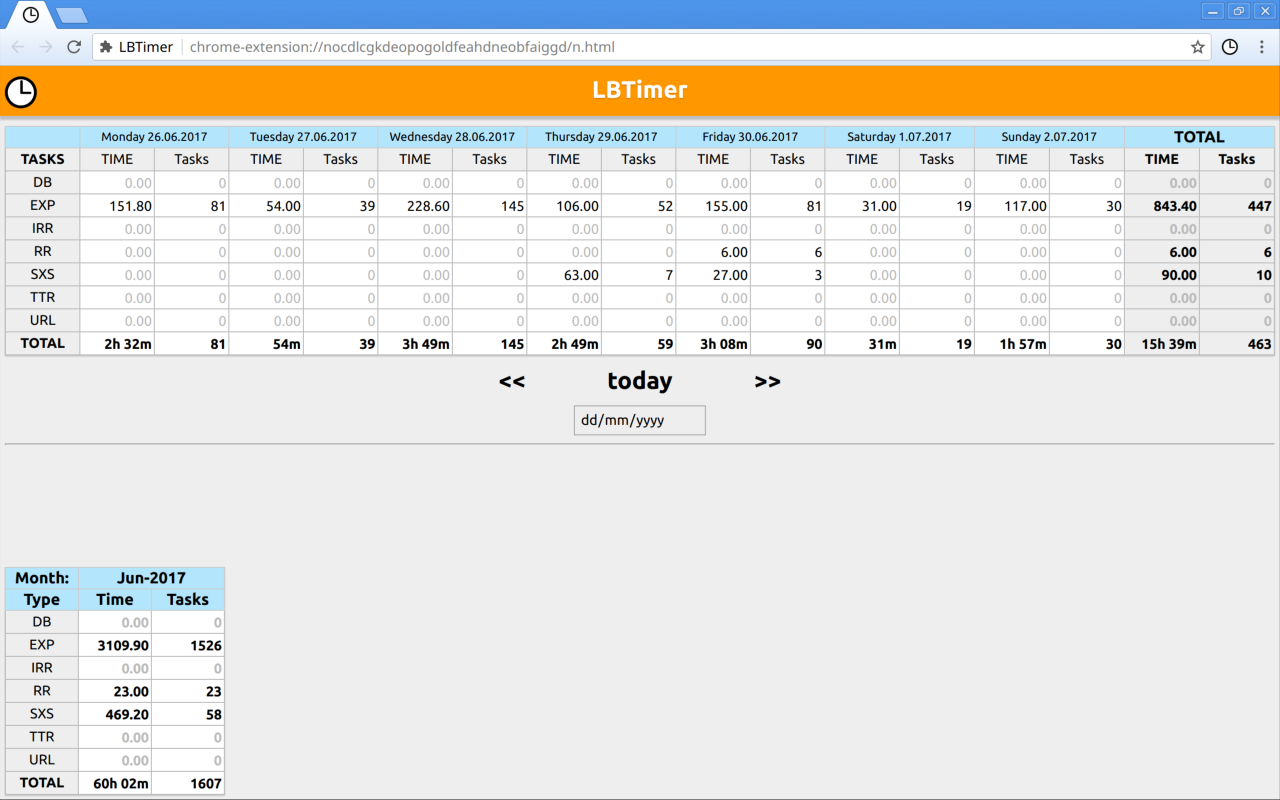 LBTimer chrome-extension://nocdlcgkdeopogoldfeahdneobfaiggd/n.html
LBTimer
Monday 26.06.2017 Tuesday 27.06.2017 Wednesday 28.06.2017 Thursday 29.06.2017 Friday 30.06.2017 Saturday 1.07.2017 Sunday 2.07.2017 TOTAL
TASKS TIME Tasks TIME Tasks TIME Tasks TIME Tasks TIME Tasks TIME Tasks TIME Tasks TIME Tasks
DB 0.00 0 0.00 0 0.00 0 0.00 0 0.00 0 0.00 0 0.00 0 0.00 0
EXP 151.80 81 54.00 39 228.60 145 106.00 52 155.00 81 31.00 19 117.00 30 843.40 447
IRR 0.00 0 0.00 0 0.00 0 0.00 0 0.00 0 0.00 0 0.00 0 0.00 0
RR 0.00 0 0.00 0 0.00 0 0.00 0 6.00 6 0.00 0 0.00 0 6.00 6
SXS 0.00 0 0.00 0 0.00 0 63.00 7 27.00 3 0.00 0 0.00 0 90.00 10
TTR 0.00 0 0.00 0 0.00 0 0.00 0 0.00 0 0.00 0 0.00 0 0.00 0
URL 0.00 0 0.00 0 0.00 0 0.00 0 0.00 0 0.00 0 0.00 0 0.00 0
TOTAL 2h 32m 81 54m 39 3h 49m 145 2h 49m 59 3h 08m 90 31m 19 1h 57m 30 15h 39m 463
<< today >>
dd/mm/yyyy
Month: Jun-2017
Type Time Tasks
DB 0.00 0
EXP 3109.90 1526
IRR 0.00 0
RR 23.00 23
SXS 469.20 58
TTR 0.00 0
URL 0.00 0
TOTAL 60h 02m 1607